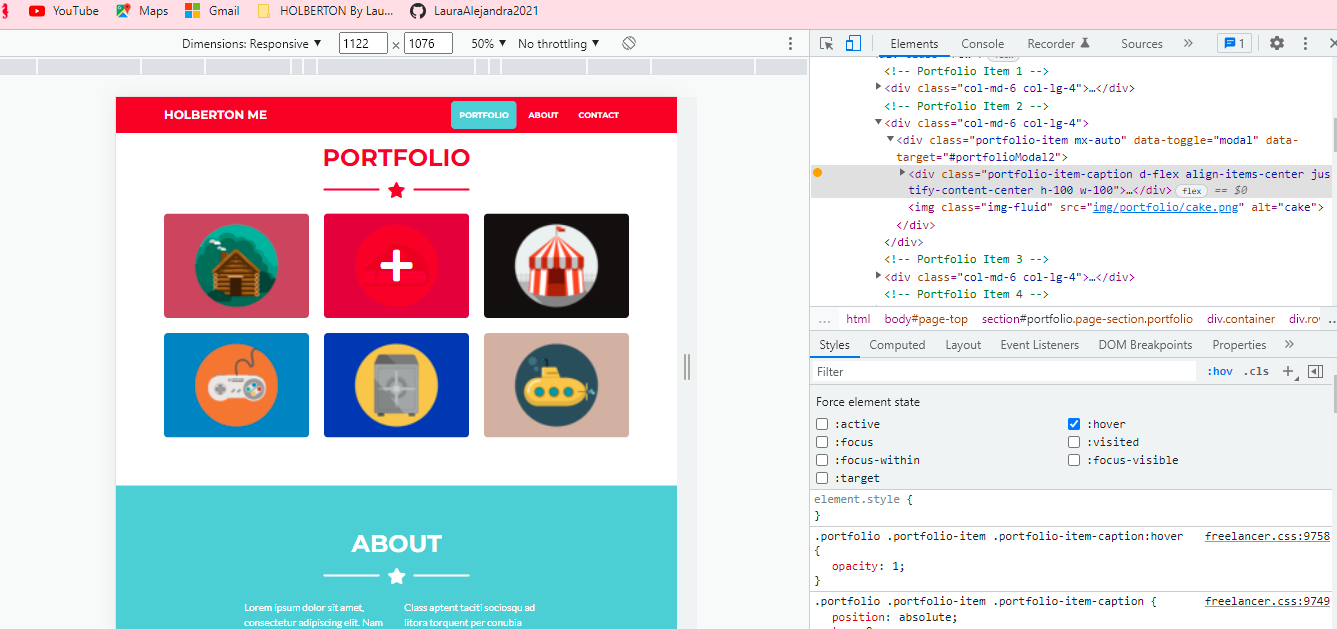 YouTube Maps Gmail HOLBERTON By Lau... LauraAlejandra2021
Dimensions: Responsive ▼ 1122 × 1076 50% ▼ No throttling ▼
HOLBERTON ME PORTFOLIO ABOUT CONTACT
PORTFOLIO
ABOUT
Lorem ipsum dolor sit amet,
consectetur adipiscing elit. Nam
Class aptent taciti sociosqu ad
litora torquent per conubia
Elements Console Recorder Sources » 1
<!-- Portfolio Item 1 -->
<div class="col-md-6 col-lg-4">…</div>
<!-- Portfolio Item 2 -->
<div class="col-md-6 col-lg-4">
<div class="portfolio-item mx-auto" data-toggle="modal" data-
target="#portfolioModal2">
<div class="portfolio-item-caption d-flex align-items-center jus
tify-content-center h-100 w-100">…</div> flex == $0
<img class="img-fluid" src="img/portfolio/cake.png" alt="cake">
</div>
</div>
<!-- Portfolio Item 3 -->
<div class="col-md-6 col-lg-4">…</div>
<!-- Portfolio Item 4 -->
... html body#page-top section#portfolio.page-section.portfolio div.container div.ro
Styles Computed Layout Event Listeners DOM Breakpoints Properties »
Filter :hov .cls +
Force element state
:active :hover
:focus :visited
:focus-within :focus-visible
:target
element.style {
}
.portfolio .portfolio-item .portfolio-item-caption:hover freelancer.css:9758
{
opacity: 1;
}
.portfolio .portfolio-item .portfolio-item-caption { freelancer.css:9749
position: absolute;